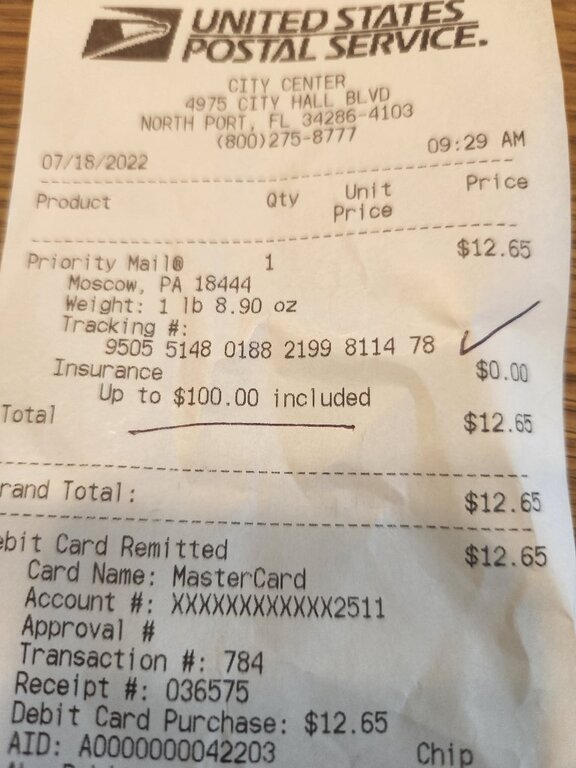 UNITED STATES
POSTAL SERVICE.
CITY CENTER
4975 CITY HALL BLVD
NORTH PORT, FL 34286-4103
(800)275-8777
07/18/2022 09:29 AM
Product Qty Unit Price
Price
Priority Mail® 1 $12.65
Moscow, PA 18444
Weight: 1 lb 8.90 oz
Tracking #:
9505 5148 0188 2199 8114 78
Insurance $0.00
Up to $100.00 included
Total $12.65
rand Total: $12.65
ebit Card Remitted $12.65
Card Name: MasterCard
Account #: XXXXXXXXXXXX2511
Approval #
Transaction #: 784
Receipt #: 036575
Debit Card Purchase: $12.65
AID: A0000000042203 Chip